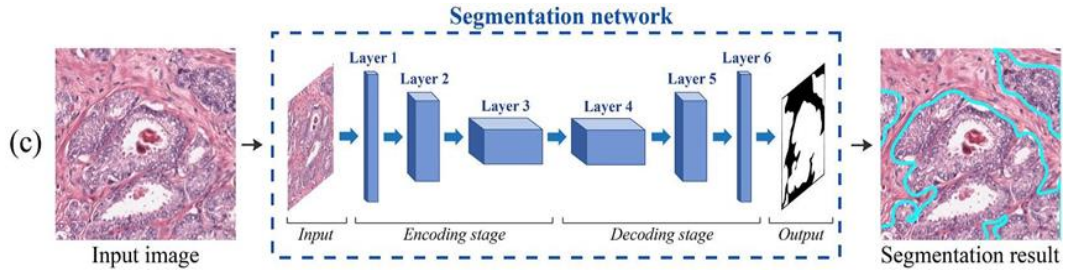 Segmentation network
(c)
Layer 1
Layer 2
Layer 3
Layer 4
Layer 5
Layer 6
Input
Encoding stage
Decoding stage
Output
Input image
Segmentation result